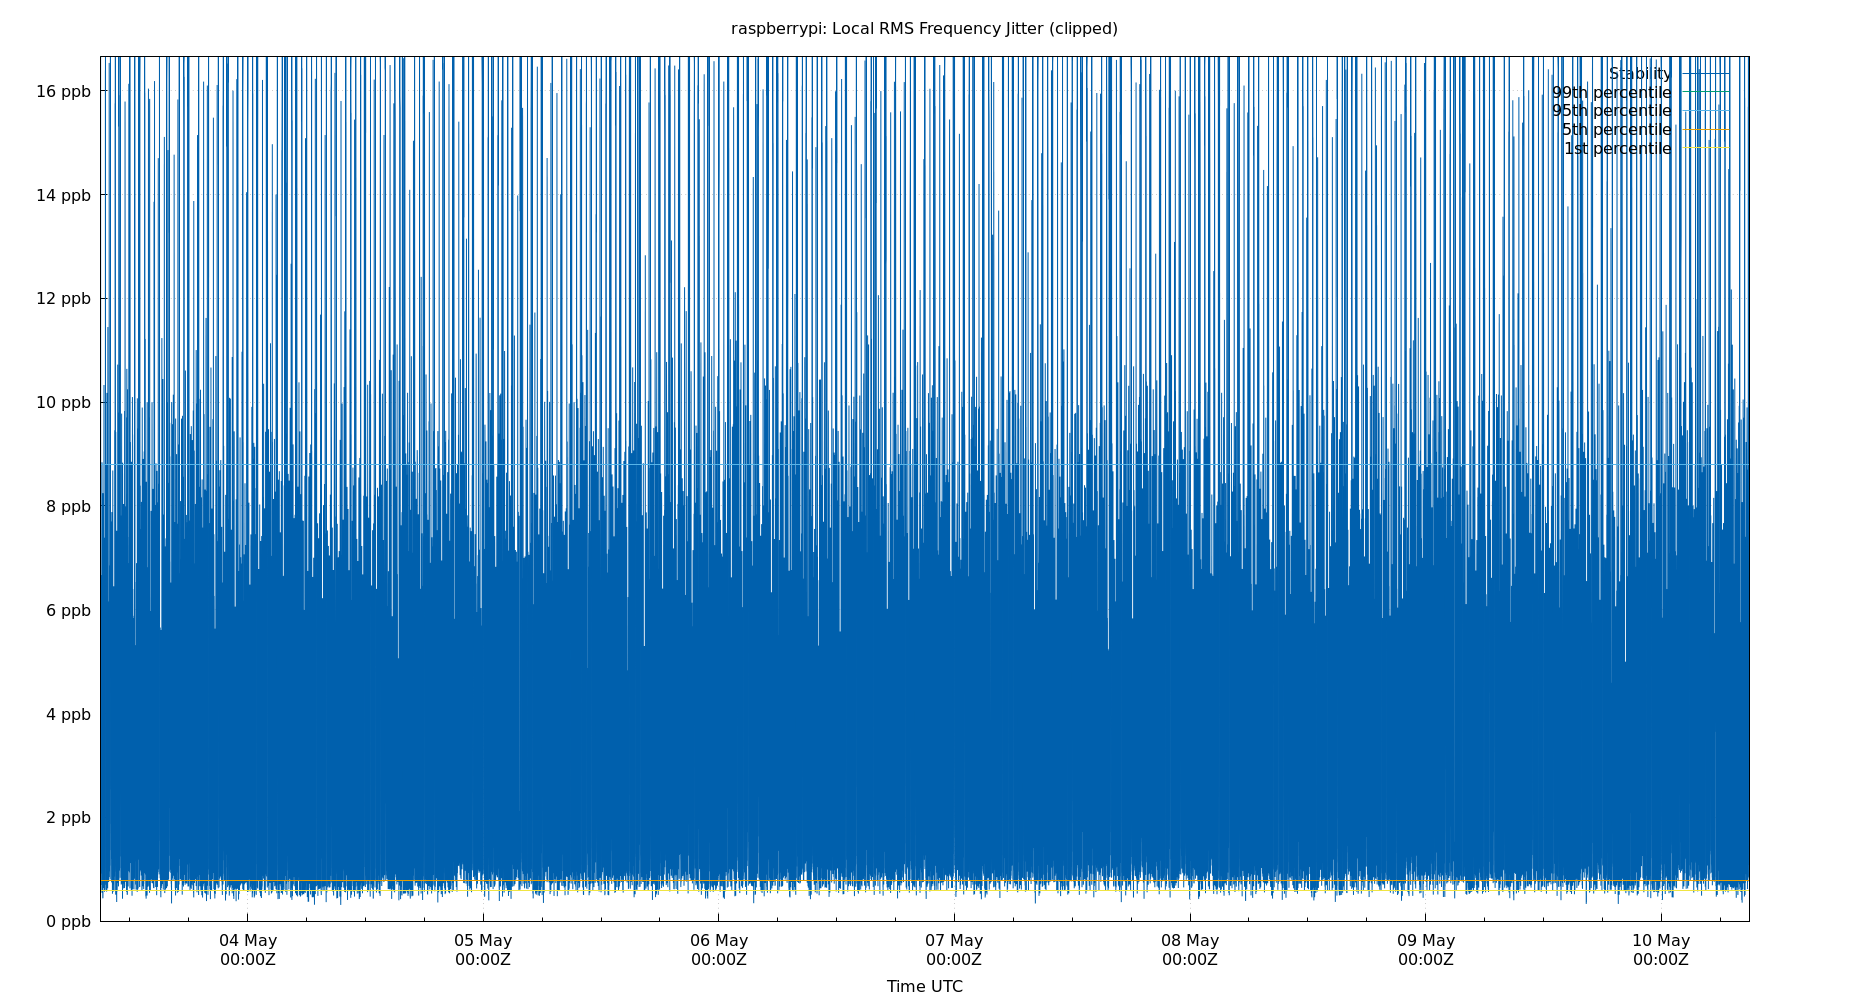 raspberrypi: Local RMS Frequency Jitter (clipped)
Stability
99th percentile
95th percentile
5th percentile
1st percentile
16 ppb
14 ppb
12 ppb
10 ppb
8 ppb
6 ppb
4 ppb
2 ppb
0 ppb
04 May 05 May 06 May 07 May 08 May 09 May 10 May
00:00Z 00:00Z 00:00Z 00:00Z 00:00Z 00:00Z 00:00Z
Time UTC